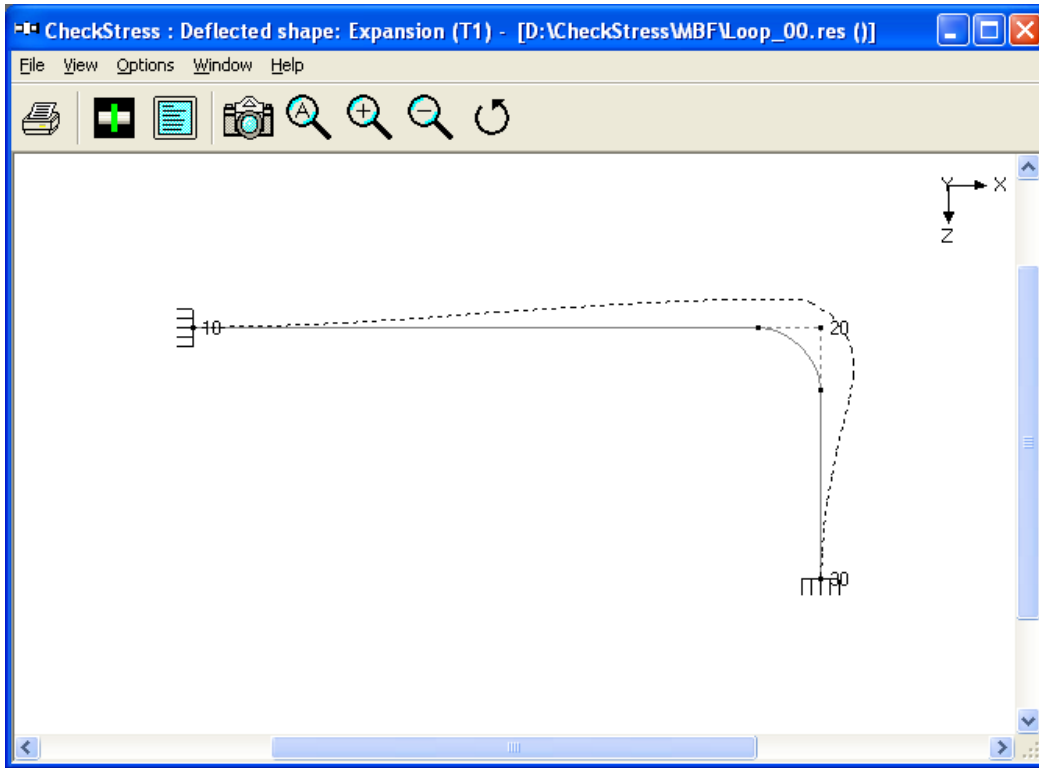 CheckStress : Deflected shape: Expansion (T1) - [D:\CheckStress\MBF\Loop_00.res ()]
File View Options Window Help
A
Y X
Z
10 20
30